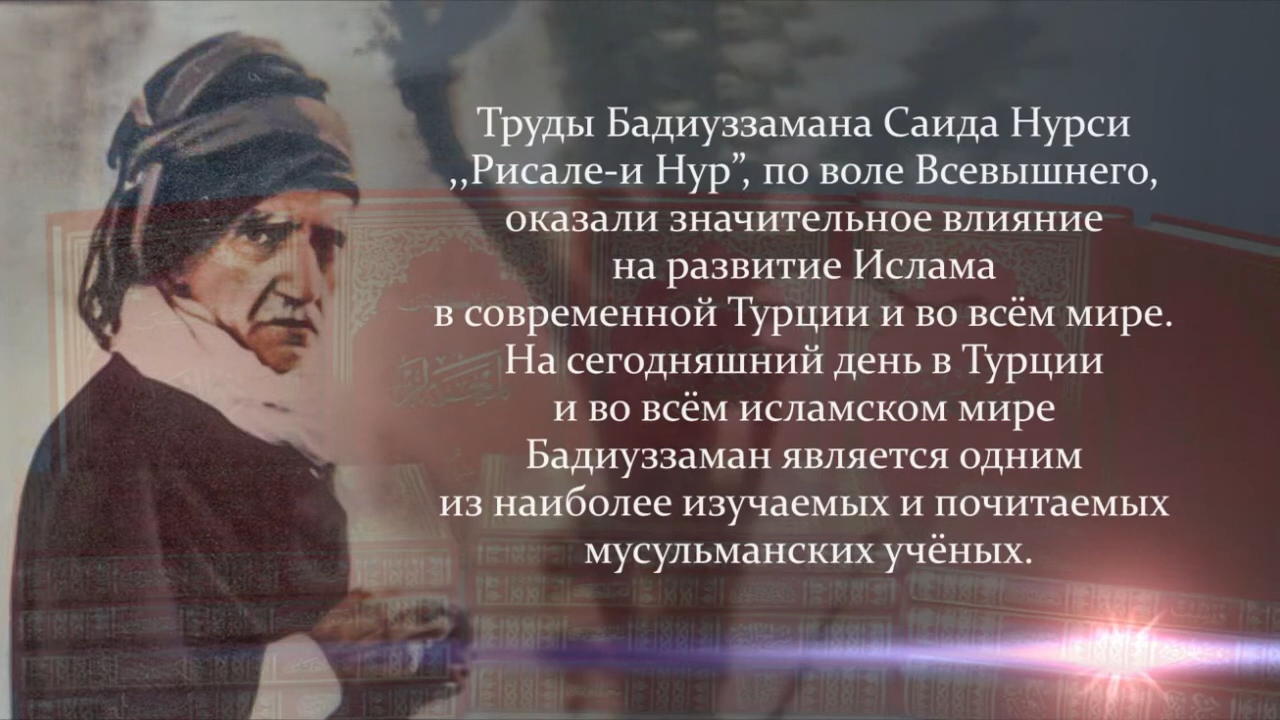 Труды Бадиуззамана Саида Нурси
,,Рисале-и Нур”, по воле Всевышнего,
оказали значительное влияние
на развитие Ислама
в современной Турции и во всём мире.
На сегодняшний день в Турции
и во всём исламском мире
Бадиуззаман является одним
из наиболее изучаемых и почитаемых
мусульманских учёных.